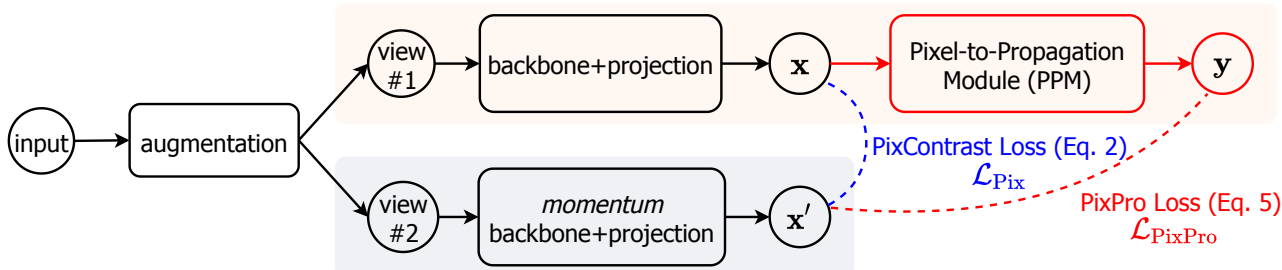 input
augmentation
view
#1
backbone+projection
x
Pixel-to-Propagation
Module (PPM)
y
PixContrast Loss (Eq. 2)
ℒ_Pix
view
#2
momentum
backbone+projection
x′
PixPro Loss (Eq. 5)
ℒ_PixPro